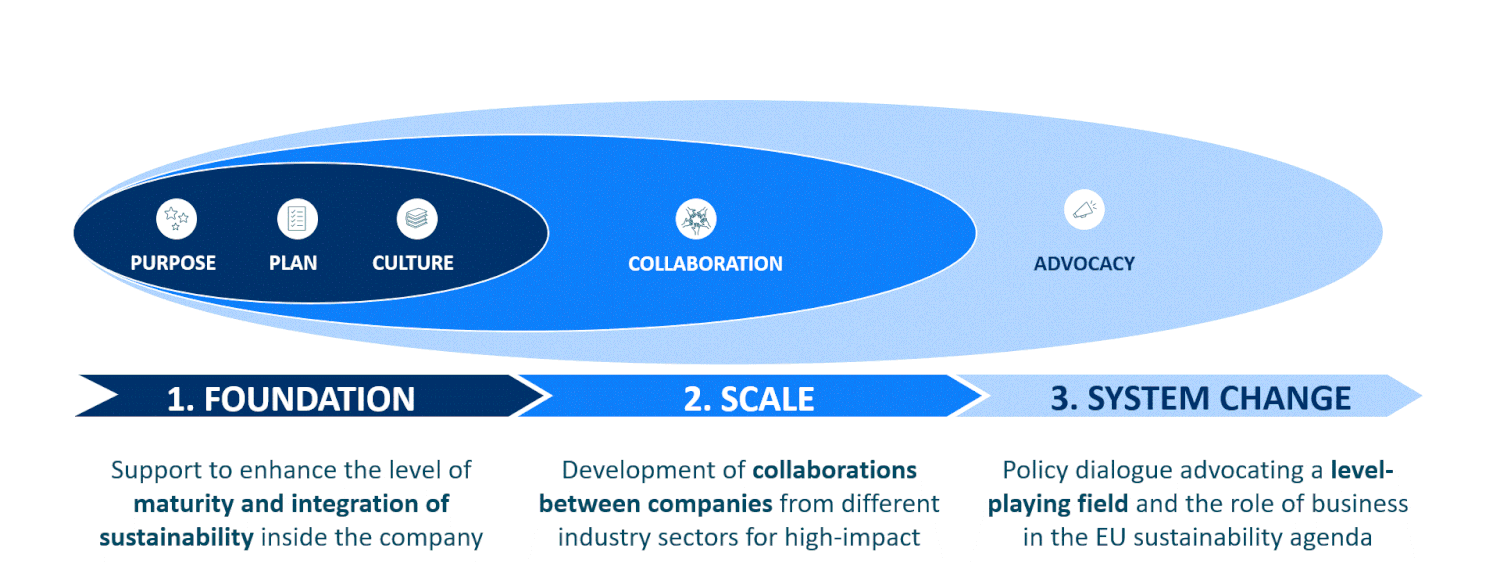 PURPOSE
PLAN
CULTURE
COLLABORATION
ADVOCACY
1. FOUNDATION
2. SCALE
3. SYSTEM CHANGE
Support to enhance the level of
maturity and integration of
sustainability inside the company
Development of collaborations
between companies from different
industry sectors for high-impact
Policy dialogue advocating a level-
playing field and the role of business
in the EU sustainability agenda